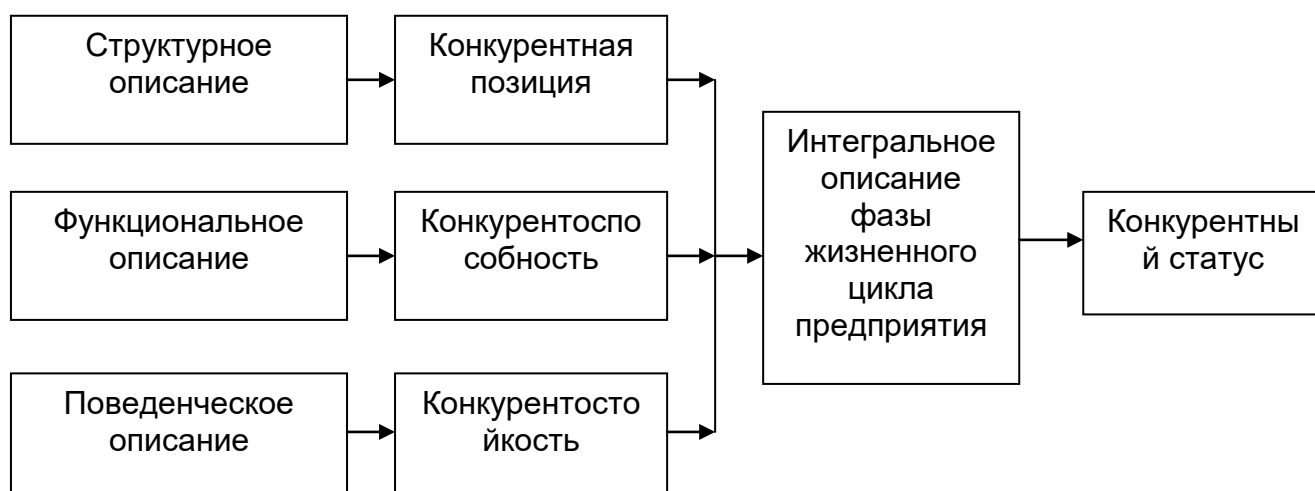 Структурное
описание
Конкурентная
позиция
Функциональное
описание
Конкурентоспо
собность
Поведенческое
описание
Конкурентосто
йкость
Интегральное
описание
фазы
жизненного
цикла
предприятия
Конкурентны
й статус